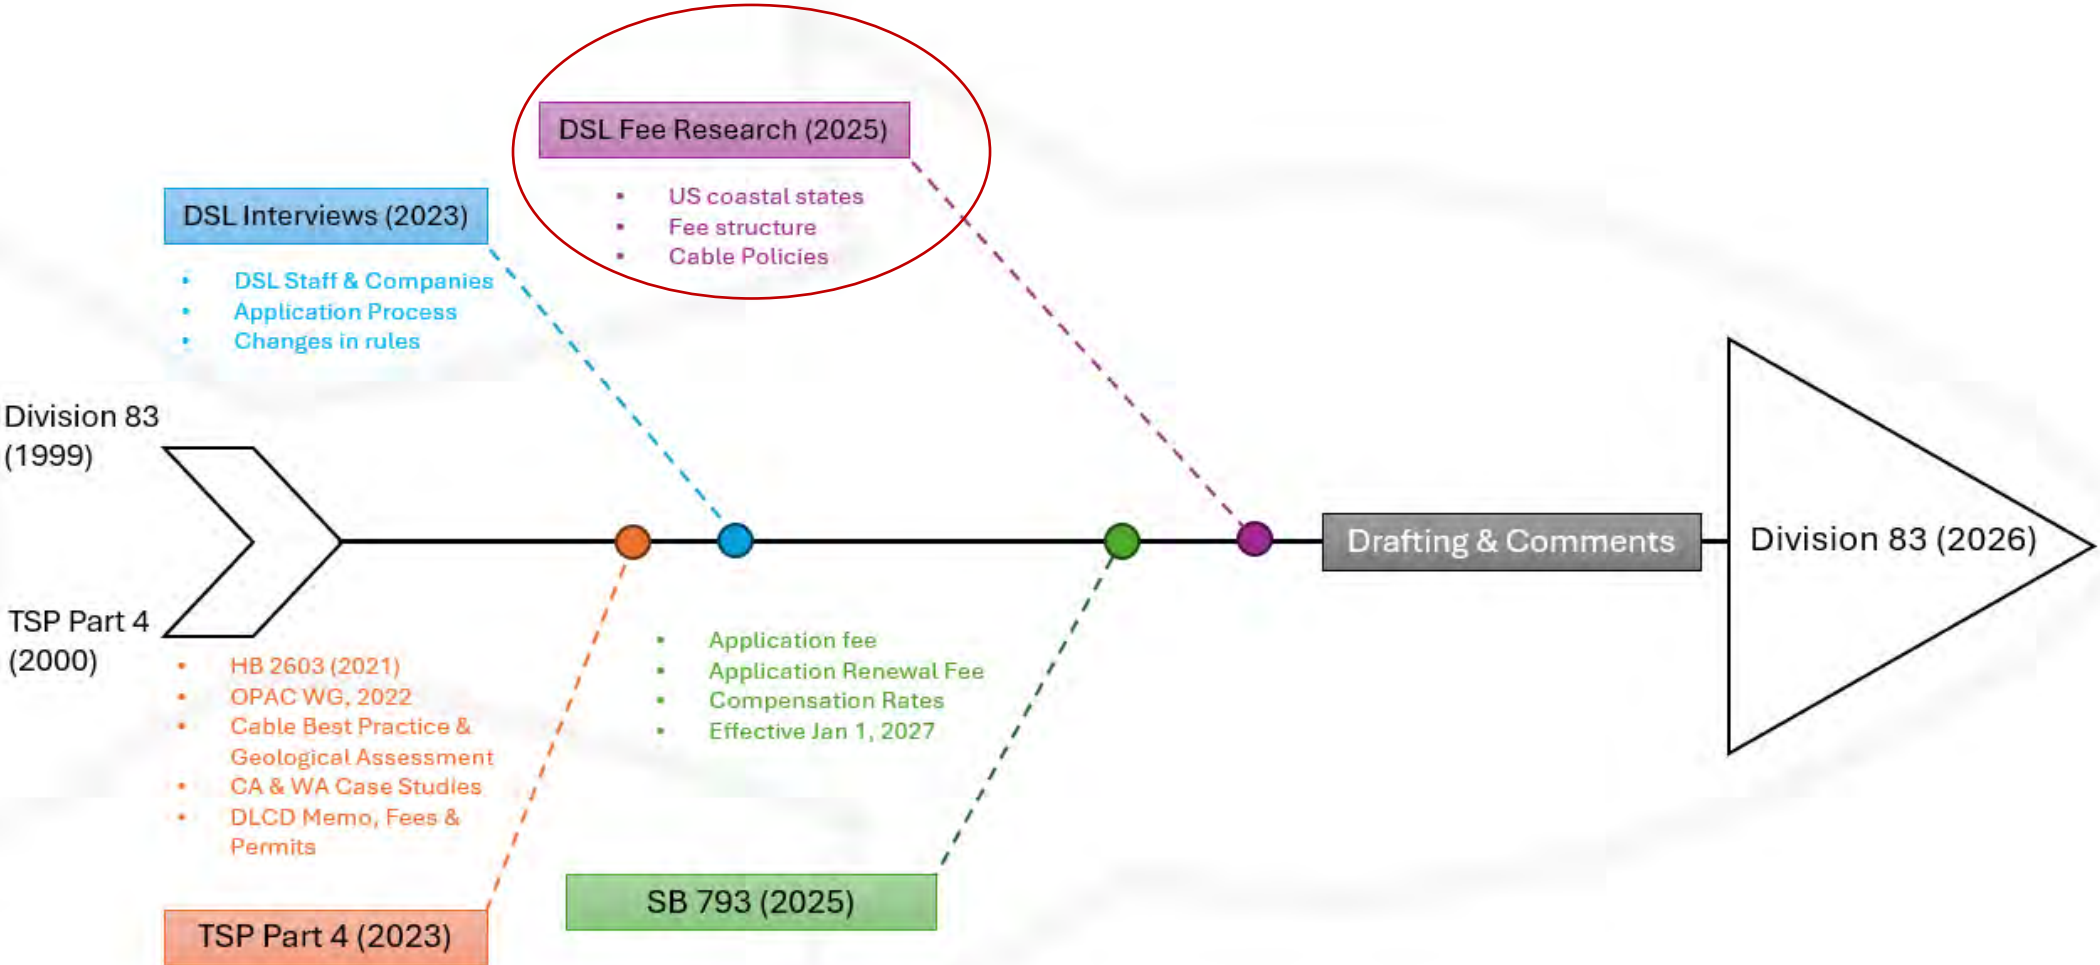 DSL Fee Research (2025)
• US coastal states
• Fee structure
• Cable Policies
DSL Interviews (2023)
• DSL Staff & Companies
• Application Process
• Changes in rules
Division 83
(1999)
TSP Part 4
(2000)
Drafting & Comments
Division 83 (2026)
• HB 2603 (2021)
• OPAC WG, 2022
• Cable Best Practice &
Geological Assessment
• CA & WA Case Studies
• DLCD Memo, Fees &
Permits
TSP Part 4 (2023)
• Application fee
• Application Renewal Fee
• Compensation Rates
• Effective Jan 1, 2027
SB 793 (2025)